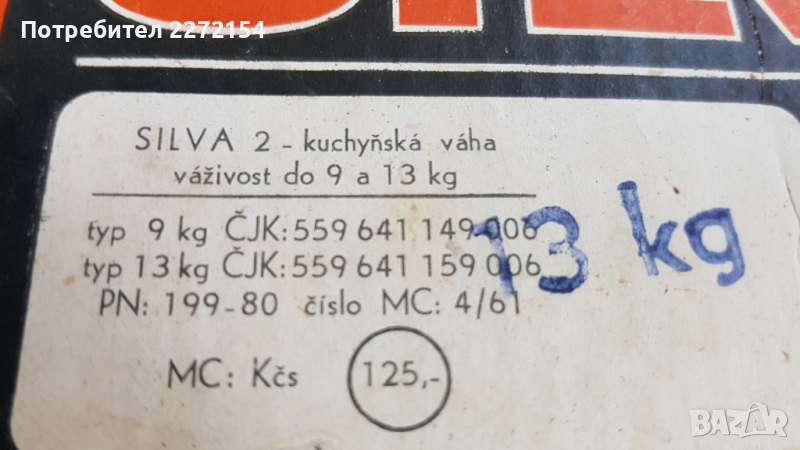 Потребител 2272154
SILVA 2 - kuchyňská váha
váživost do 9 a 13 kg
typ 9 kg ČJK: 559 641 149 006
typ 13 kg ČJK: 559 641 159 006
13 kg
PN: 199-80 číslo MC: 4/61
MC: Kčs 125,-
BAZAR